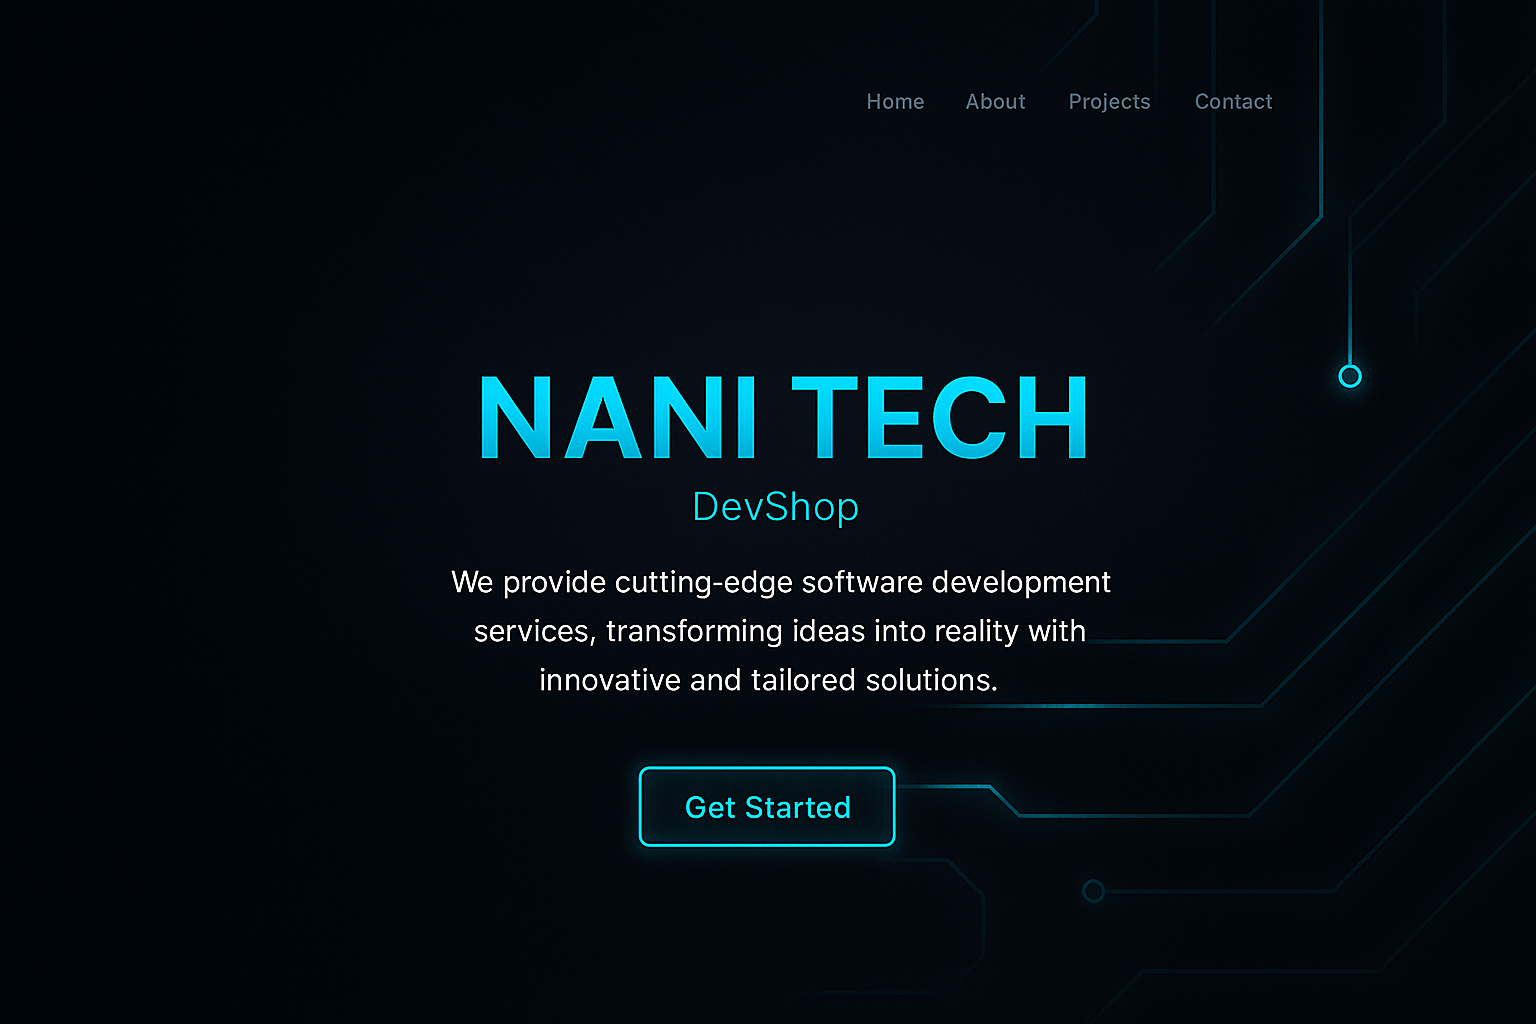 Home About Projects Contact
NANI TECH
DevShop
We provide cutting-edge software development
services, transforming ideas into reality with
innovative and tailored solutions.
Get Started